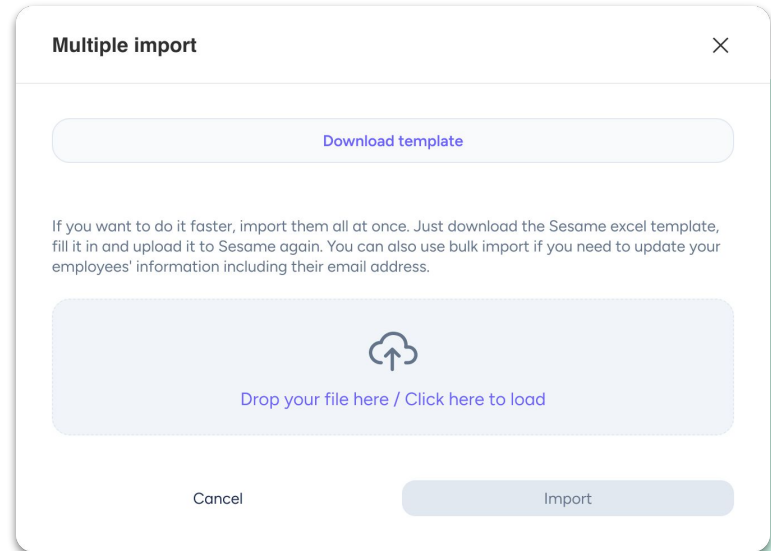 Multiple import
Download template
If you want to do it faster, import them all at once. Just download the Sesame excel template,
fill it in and upload it to Sesame again. You can also use bulk import if you need to update your
employees' information including their email address.
Drop your file here / Click here to load
Cancel
Import